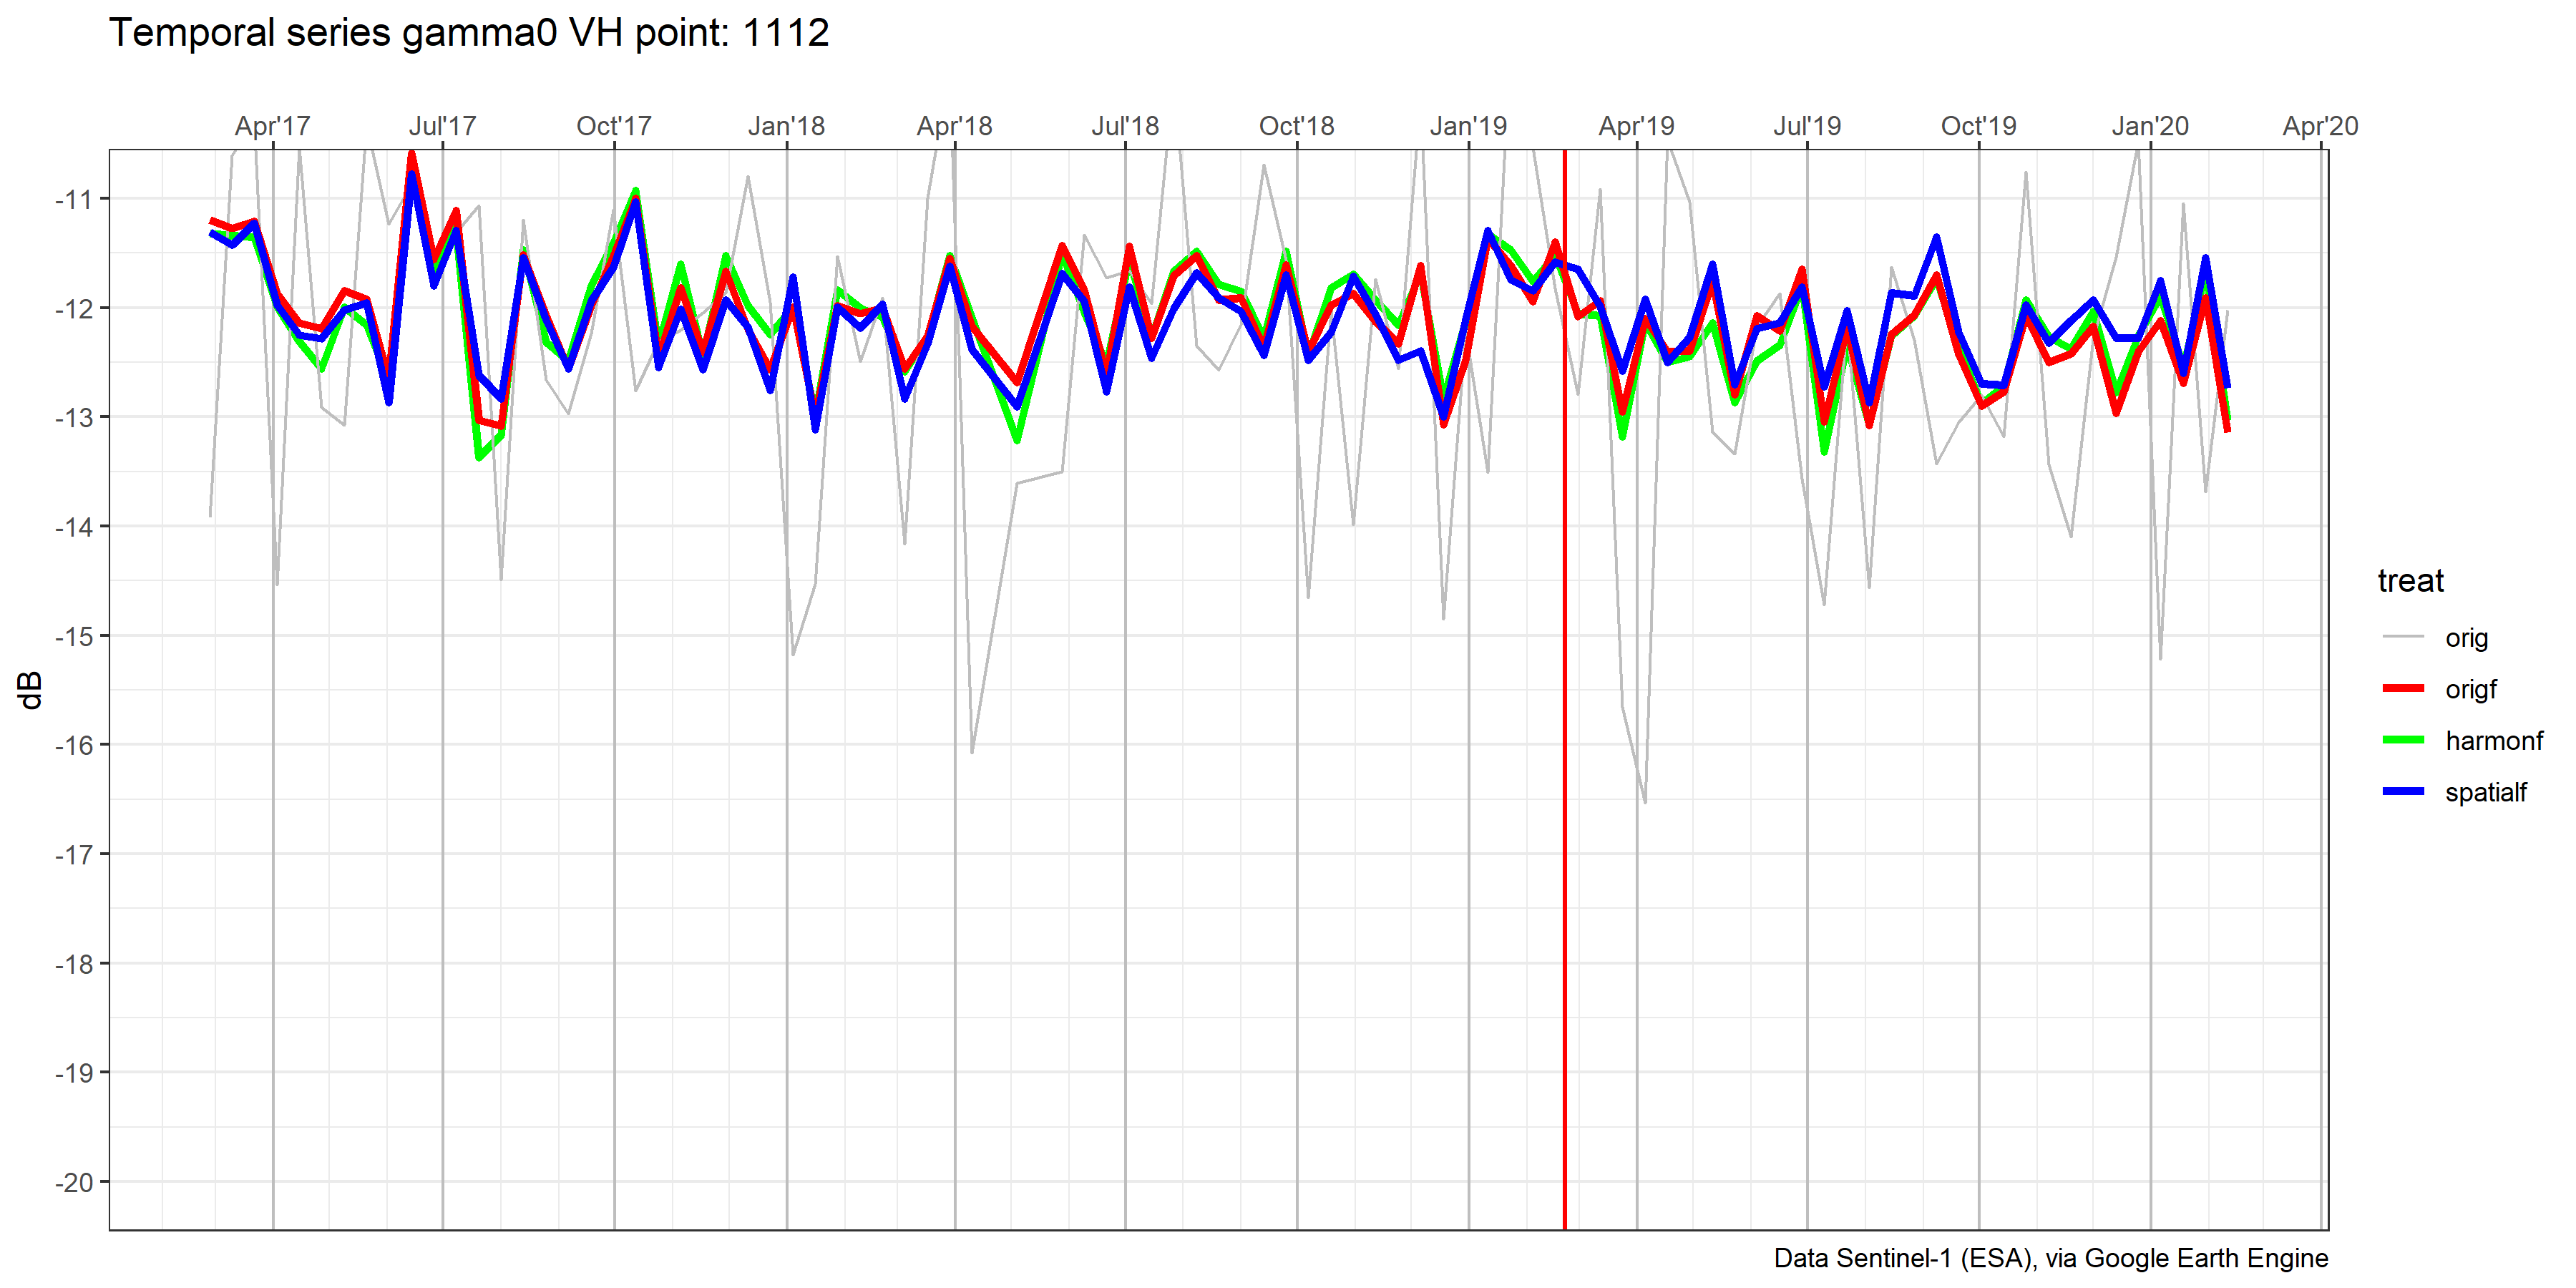 Temporal series gamma0 VH point: 1112
Apr'17 Jul'17 Oct'17 Jan'18 Apr'18 Jul'18 Oct'18 Jan'19 Apr'19 Jul'19 Oct'19 Jan'20 Apr'20
-11
-12
-13
-14
-15
-16
-17
-18
-19
-20
dB
treat
orig
origf
harmonf
spatialf
Data Sentinel-1 (ESA), via Google Earth Engine